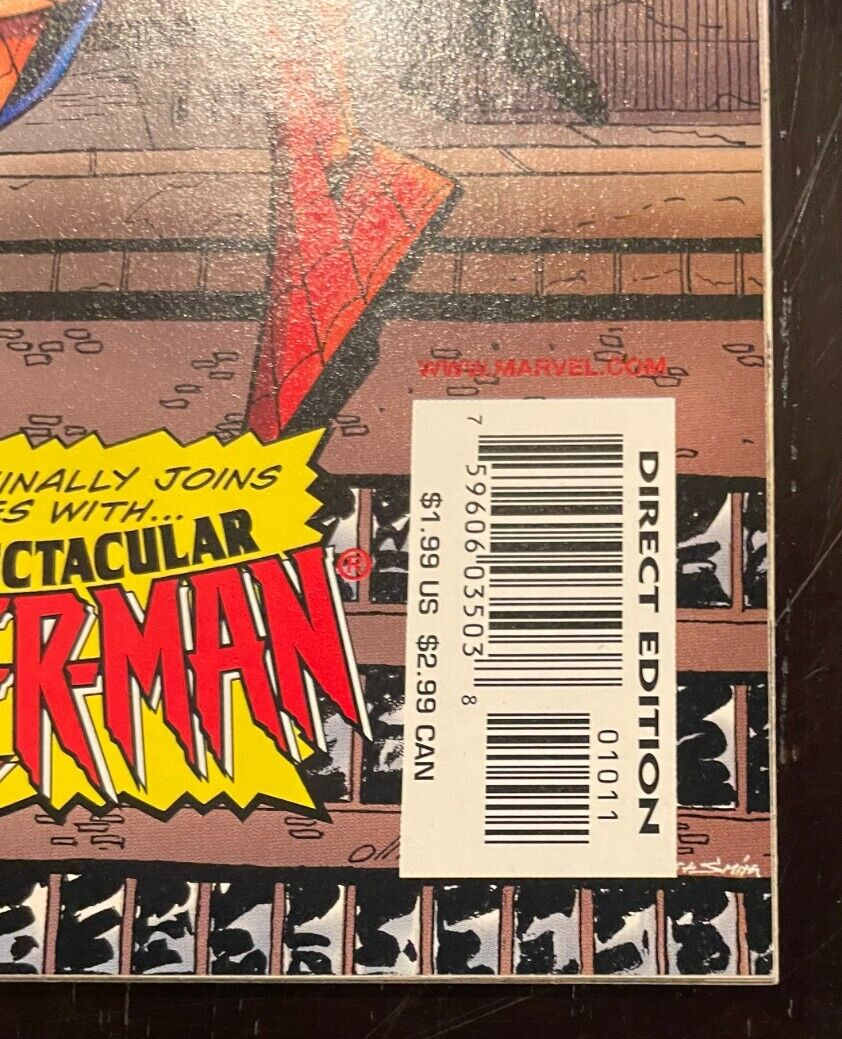 WWW.MARVEL.COM
INALLY JOINS
ES WITH...
CTACULAR
ER-MAN®
DIRECT EDITION
7 59606 03503 8
01011
$1.99 US $2.99 CAN